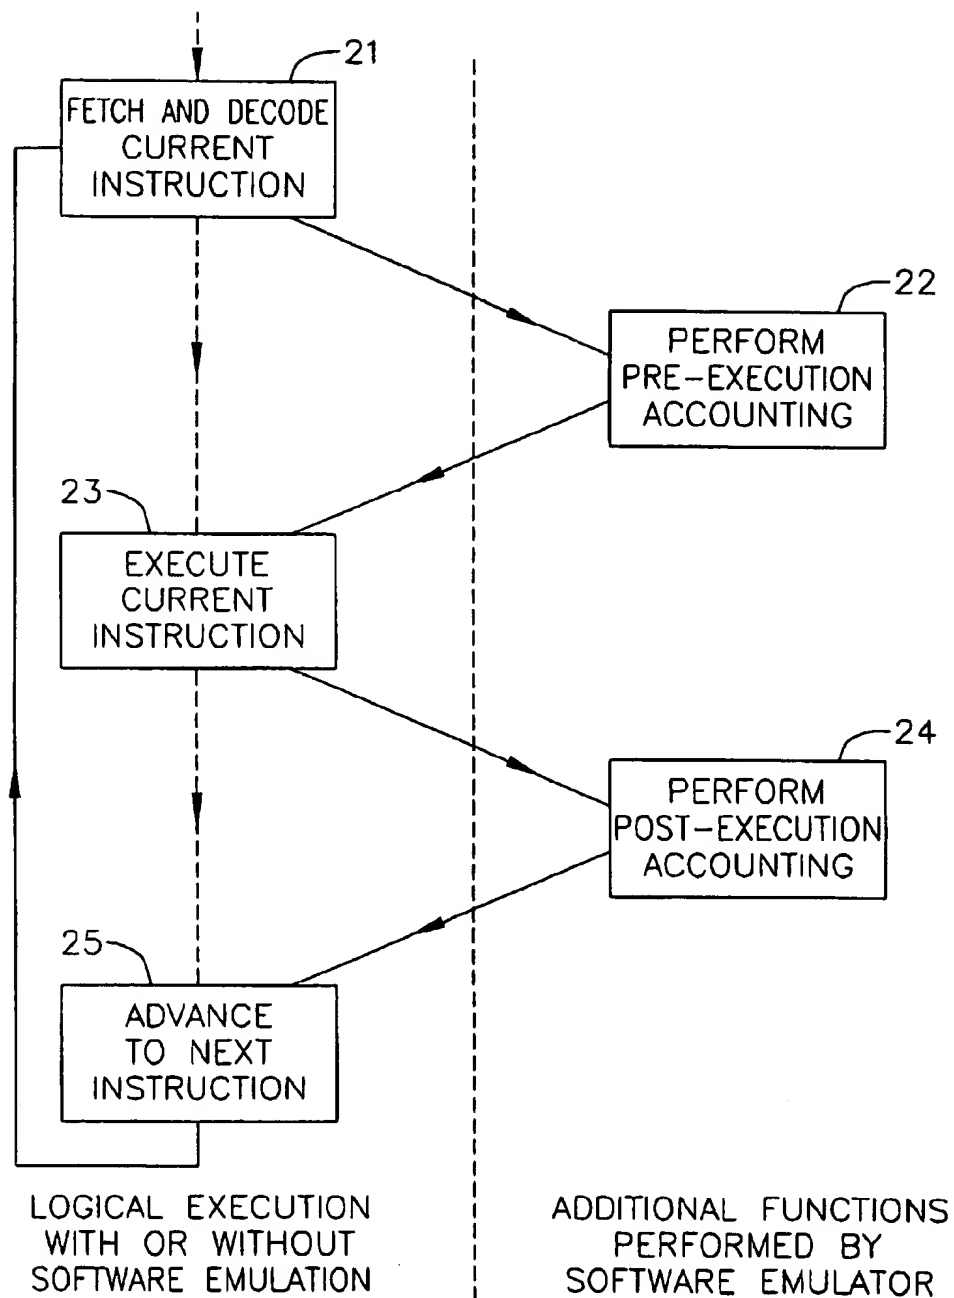 21
FETCH AND DECODE
CURRENT
INSTRUCTION
22
PERFORM
PRE-EXECUTION
ACCOUNTING
23
EXECUTE
CURRENT
INSTRUCTION
24
PERFORM
POST-EXECUTION
ACCOUNTING
25
ADVANCE
TO NEXT
INSTRUCTION
LOGICAL EXECUTION
WITH OR WITHOUT
SOFTWARE EMULATION
ADDITIONAL FUNCTIONS
PERFORMED BY
SOFTWARE EMULATOR